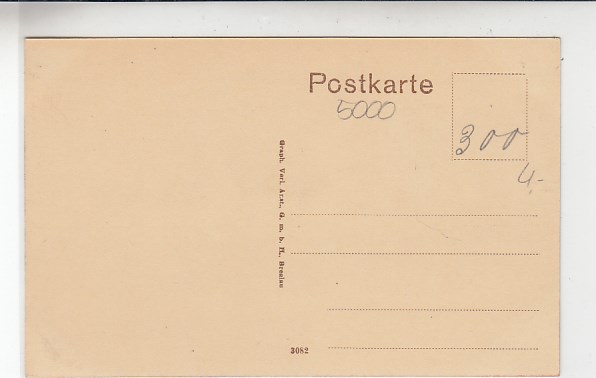 Postkarte
5000
300
4.-
Graph. Verl. Anst., G. m. b. H., Breslau
3082